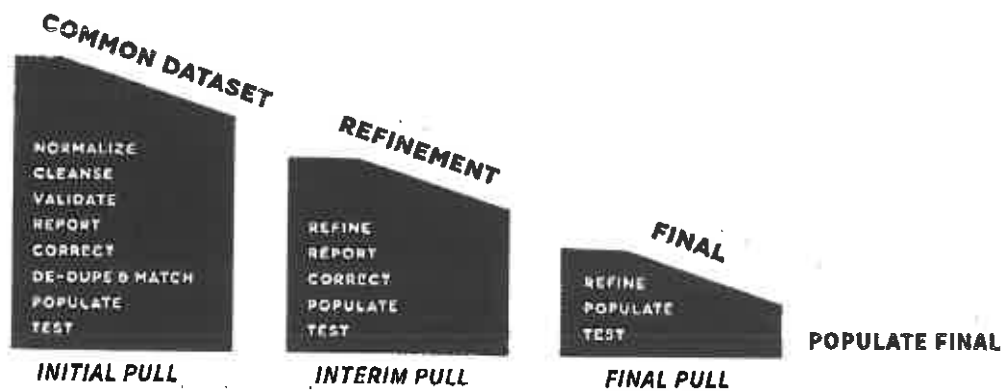 COMMON DATASET
NORMALIZE
CLEANSE
VALIDATE
REPORT
CORRECT
DE-DUPE & MATCH
POPULATE
TEST
INITIAL PULL
REFINEMENT
REFINE
REPORT
CORRECT
POPULATE
TEST
INTERIM PULL
FINAL
REFINE
POPULATE
TEST
FINAL PULL
POPULATE FINAL